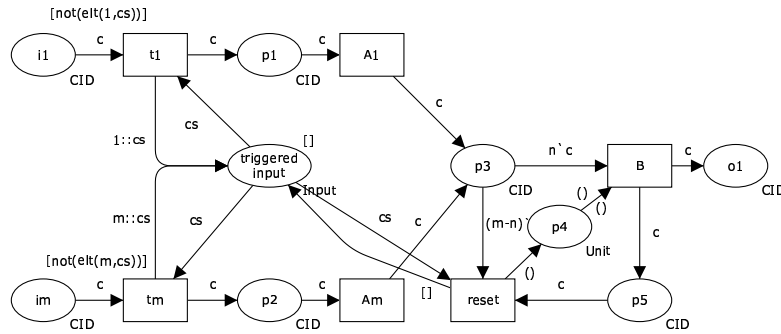 [not(elt(1,cs))]
c
c
c
i1
t1
p1
A1
CID
CID
cs
c
1::cs
[]
triggered
input
Input
n`c
c
p3
B
o1
CID
CID
()
()
m::cs
cs
cs
c
(m-n)`
p4
Unit
c
[not(elt(m,cs))]
c
c
c
()
c
[]
im
tm
p2
Am
reset
p5
CID
CID
CID